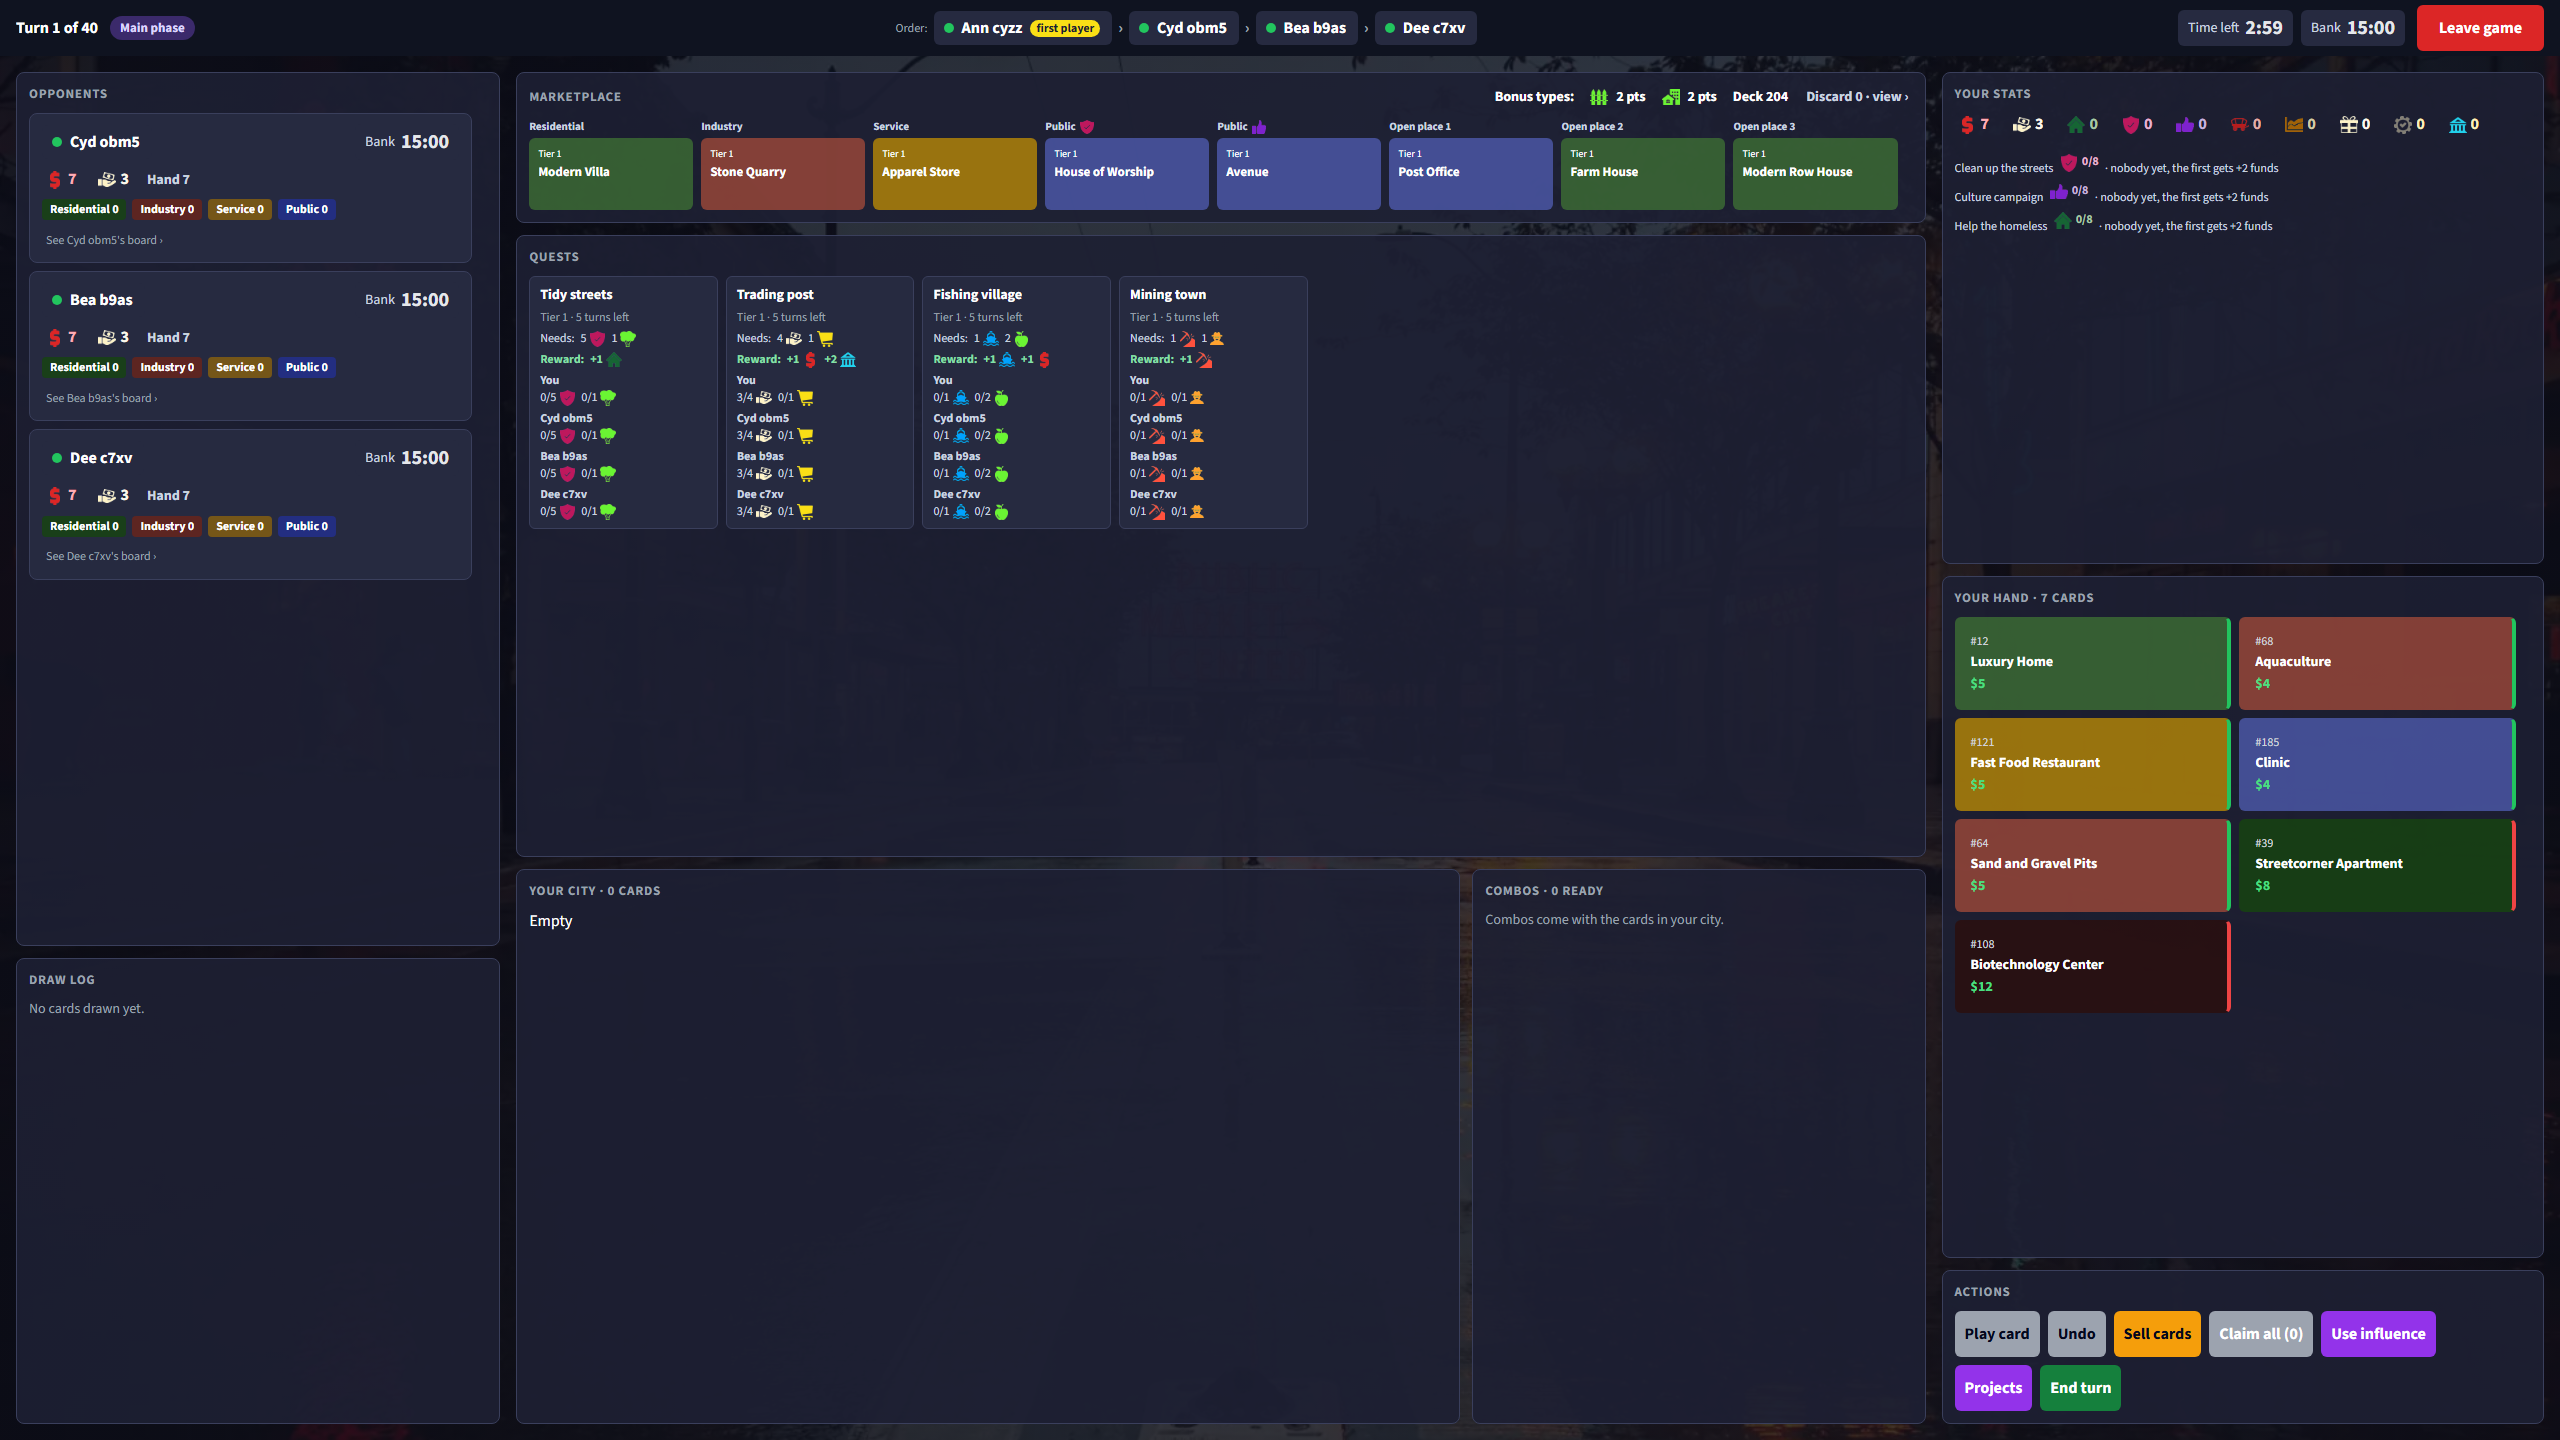 Turn 1 of 40
Main phase
Order:
Ann cyzz first player › Cyd obm5 › Bea b9as › Dee c7xv
Time left 2:59
Bank 15:00
Leave game
OPPONENTS
Cyd obm5
Bank 15:00
7 3 Hand 7
Residential 0 Industry 0 Service 0 Public 0
See Cyd obm5's board ›
Bea b9as
Bank 15:00
7 3 Hand 7
Residential 0 Industry 0 Service 0 Public 0
See Bea b9as's board ›
Dee c7xv
Bank 15:00
7 3 Hand 7
Residential 0 Industry 0 Service 0 Public 0
See Dee c7xv's board ›
DRAW LOG
No cards drawn yet.
MARKETPLACE
Bonus types: 2 pts 2 pts Deck 204 Discard 0 · view ›
Residential
Tier 1
Modern Villa
Industry
Tier 1
Stone Quarry
Service
Tier 1
Apparel Store
Public
Tier 1
House of Worship
Public
Tier 1
Avenue
Open place 1
Tier 1
Post Office
Open place 2
Tier 1
Farm House
Open place 3
Tier 1
Modern Row House
QUESTS
Tidy streets
Tier 1 · 5 turns left
Needs: 5 1
Reward: +1
You
0/5 0/1
Cyd obm5
0/5 0/1
Bea b9as
0/5 0/1
Dee c7xv
0/5 0/1
Trading post
Tier 1 · 5 turns left
Needs: 4 1
Reward: +1 +2
You
3/4 0/1
Cyd obm5
3/4 0/1
Bea b9as
3/4 0/1
Dee c7xv
3/4 0/1
Fishing village
Tier 1 · 5 turns left
Needs: 1 2
Reward: +1 +1
You
0/1 0/2
Cyd obm5
0/1 0/2
Bea b9as
0/1 0/2
Dee c7xv
0/1 0/2
Mining town
Tier 1 · 5 turns left
Needs: 1 1
Reward: +1
You
0/1 0/1
Cyd obm5
0/1 0/1
Bea b9as
0/1 0/1
Dee c7xv
0/1 0/1
YOUR CITY · 0 CARDS
Empty
COMBOS · 0 READY
Combos come with the cards in your city.
YOUR STATS
7 3 0 0 0 0 0 0 0 0
Clean up the streets 0/8 · nobody yet, the first gets +2 funds
Culture campaign 0/8 · nobody yet, the first gets +2 funds
Help the homeless 0/8 · nobody yet, the first gets +2 funds
YOUR HAND · 7 CARDS
#12
Luxury Home
$5
#68
Aquaculture
$4
#121
Fast Food Restaurant
$5
#185
Clinic
$4
#64
Sand and Gravel Pits
$5
#39
Streetcorner Apartment
$8
#108
Biotechnology Center
$12
ACTIONS
Play card
Undo
Sell cards
Claim all (0)
Use influence
Projects
End turn